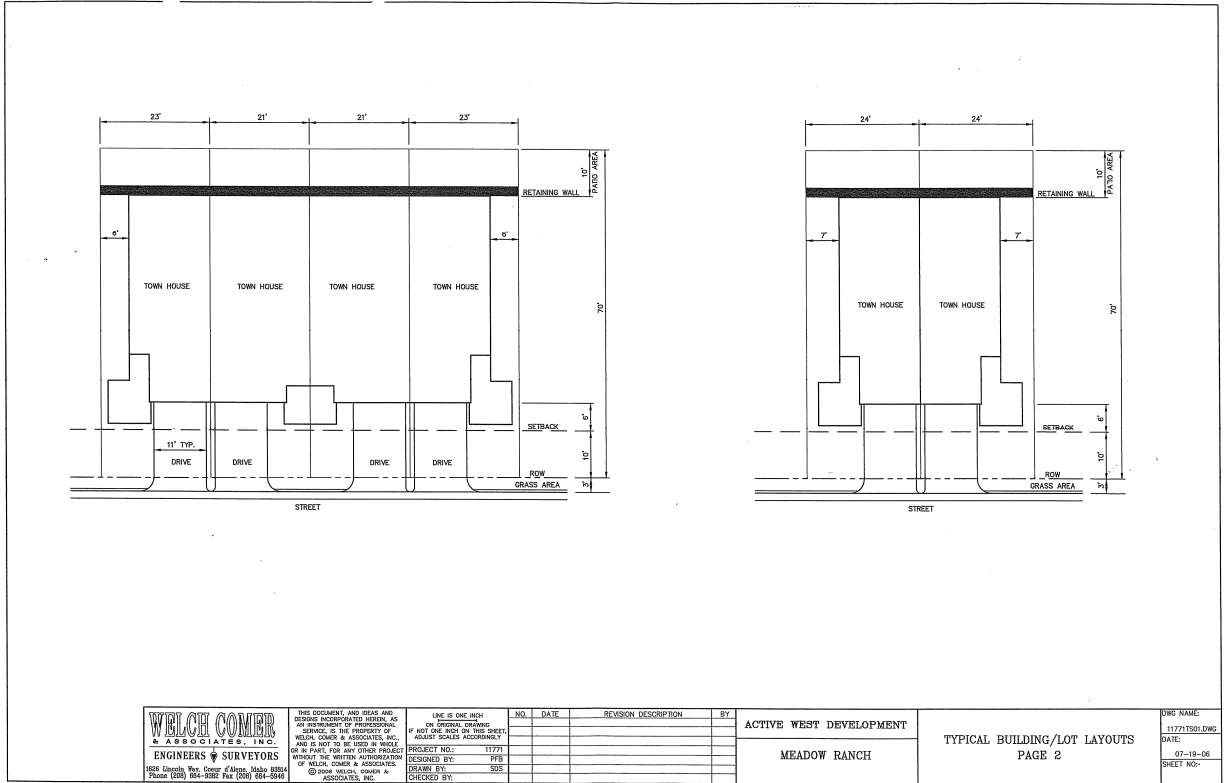 23' 21' 21' 23'
10'
PATIO AREA
RETAINING WALL
6' 6'
TOWN HOUSE TOWN HOUSE TOWN HOUSE TOWN HOUSE
70'
6'
SETBACK
11' TYP.
10'
DRIVE DRIVE DRIVE DRIVE
ROW
GRASS AREA
3'
STREET
24' 24'
10'
PATIO AREA
RETAINING WALL
7' 7'
TOWN HOUSE TOWN HOUSE
70'
6'
SETBACK
10'
ROW
GRASS AREA
3'
STREET
WELCH COMER
& ASSOCIATES, INC.
ENGINEERS SURVEYORS
1626 Lincoln Way, Coeur d'Alene, Idaho 83814
Phone (208) 664-9382 Fax (208) 664-5946
THIS DOCUMENT, AND IDEAS AND
DESIGNS INCORPORATED HEREIN, AS
AN INSTRUMENT OF PROFESSIONAL
SERVICE, IS THE PROPERTY OF
WELCH, COMER & ASSOCIATES, INC.,
AND IS NOT TO BE USED IN WHOLE
OR IN PART, FOR ANY OTHER PROJECT
WITHOUT THE WRITTEN AUTHORIZATION
OF WELCH, COMER & ASSOCIATES.
© 2006 WELCH, COMER &
ASSOCIATES, INC.
LINE IS ONE INCH
ON ORIGINAL DRAWING
IF NOT ONE INCH ON THIS SHEET,
ADJUST SCALES ACCORDINGLY
PROJECT NO.: 11771
DESIGNED BY: PFB
DRAWN BY: SDS
CHECKED BY:
NO. DATE REVISION DESCRIPTION BY
ACTIVE WEST DEVELOPMENT
MEADOW RANCH
TYPICAL BUILDING/LOT LAYOUTS
PAGE 2
DWG NAME:
11771TS01.DWG
DATE:
07-19-06
SHEET NO: